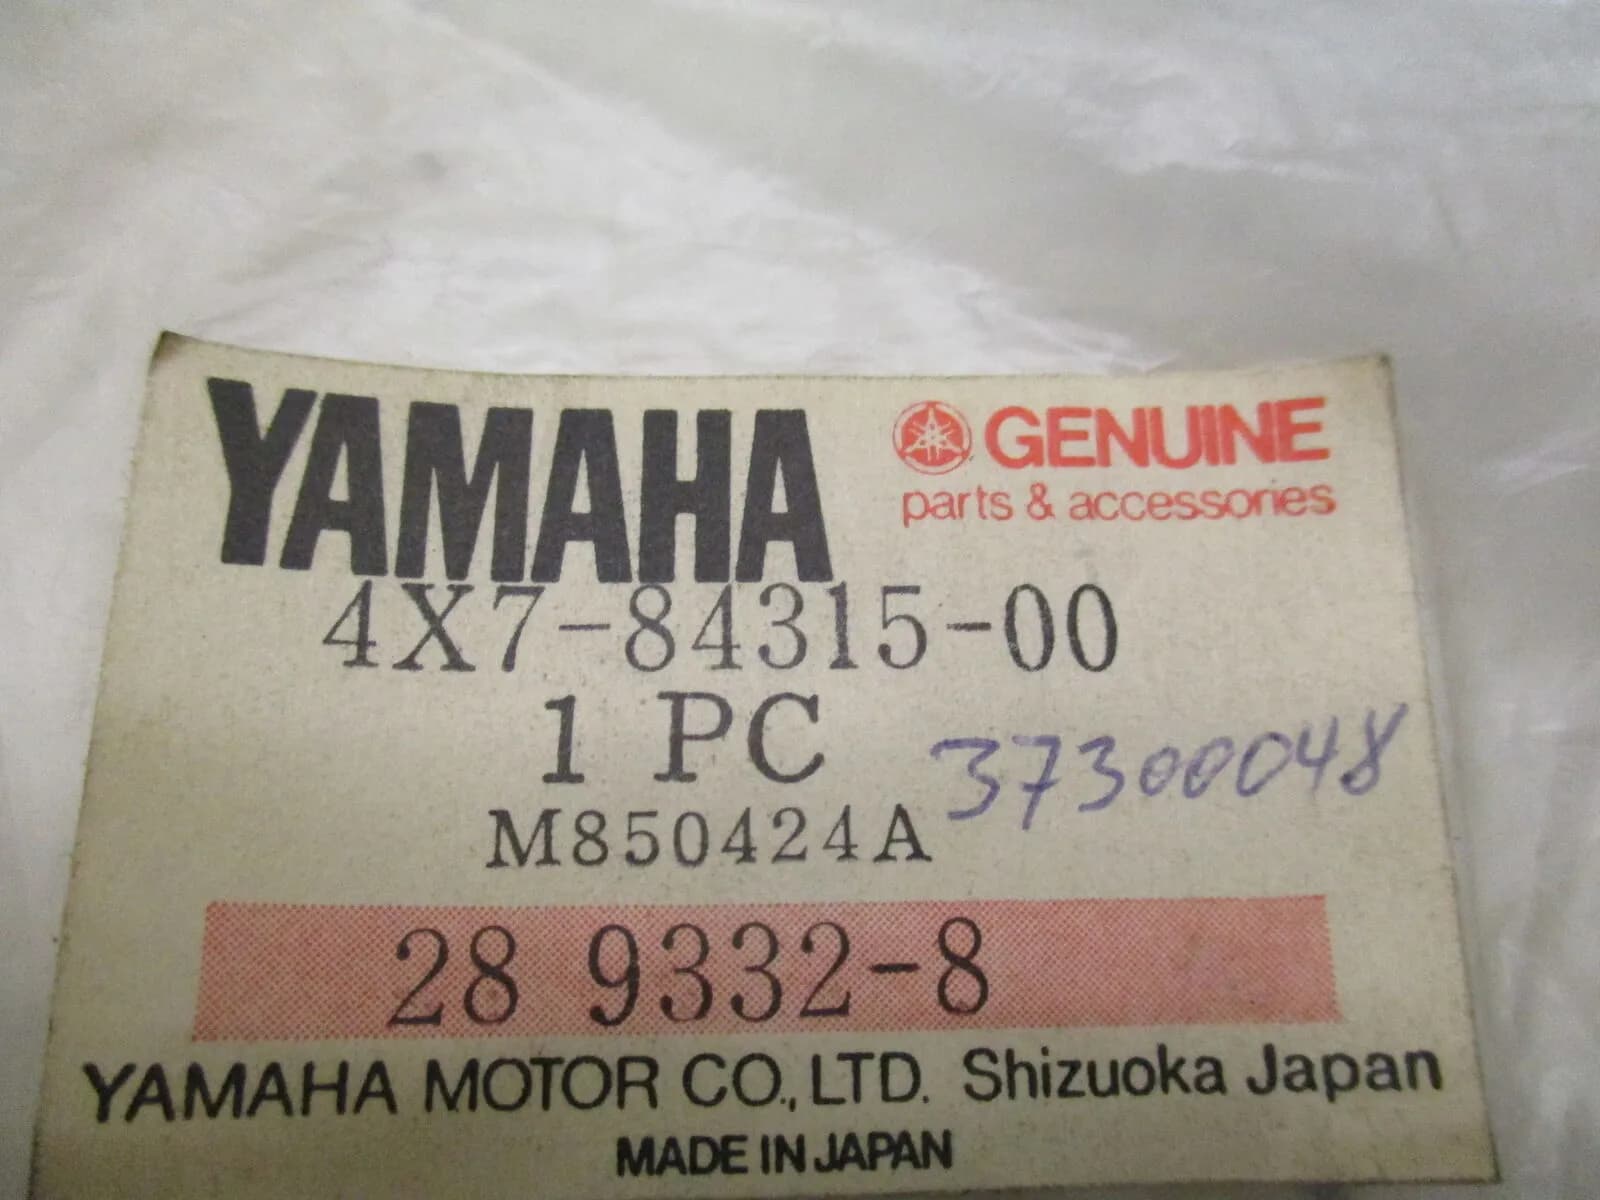 YAMAHA
GENUINE
parts & accessories
4X7-84315-00
1 PC
37300048
M850424A
28 9332-8
YAMAHA MOTOR CO., LTD. Shizuoka Japan
MADE IN JAPAN